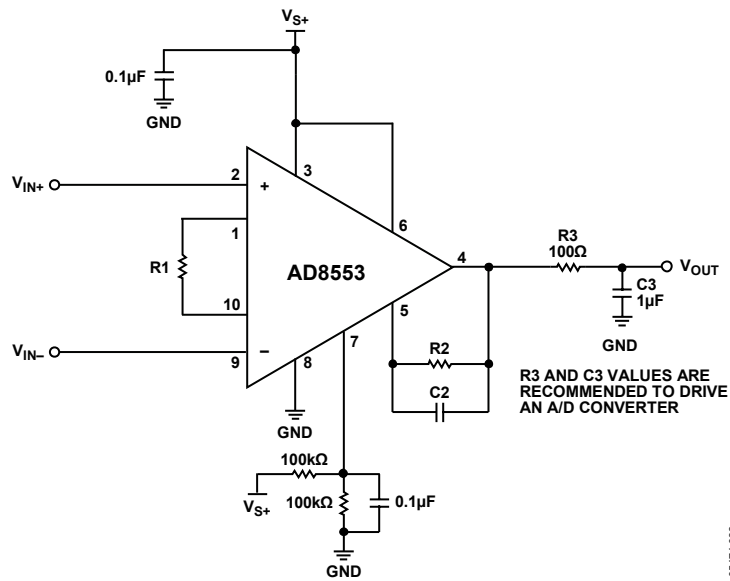 VS+
0.1µF
GND
VIN+
2
+
3
6
1
R1
AD8553
4
R3
100Ω
VOUT
C3
1µF
GND
10
5
VIN–
9
–
8
7
R2
C2
GND
R3 AND C3 VALUES ARE
RECOMMENDED TO DRIVE
AN A/D CONVERTER
100kΩ
VS+
100kΩ
0.1µF
GND